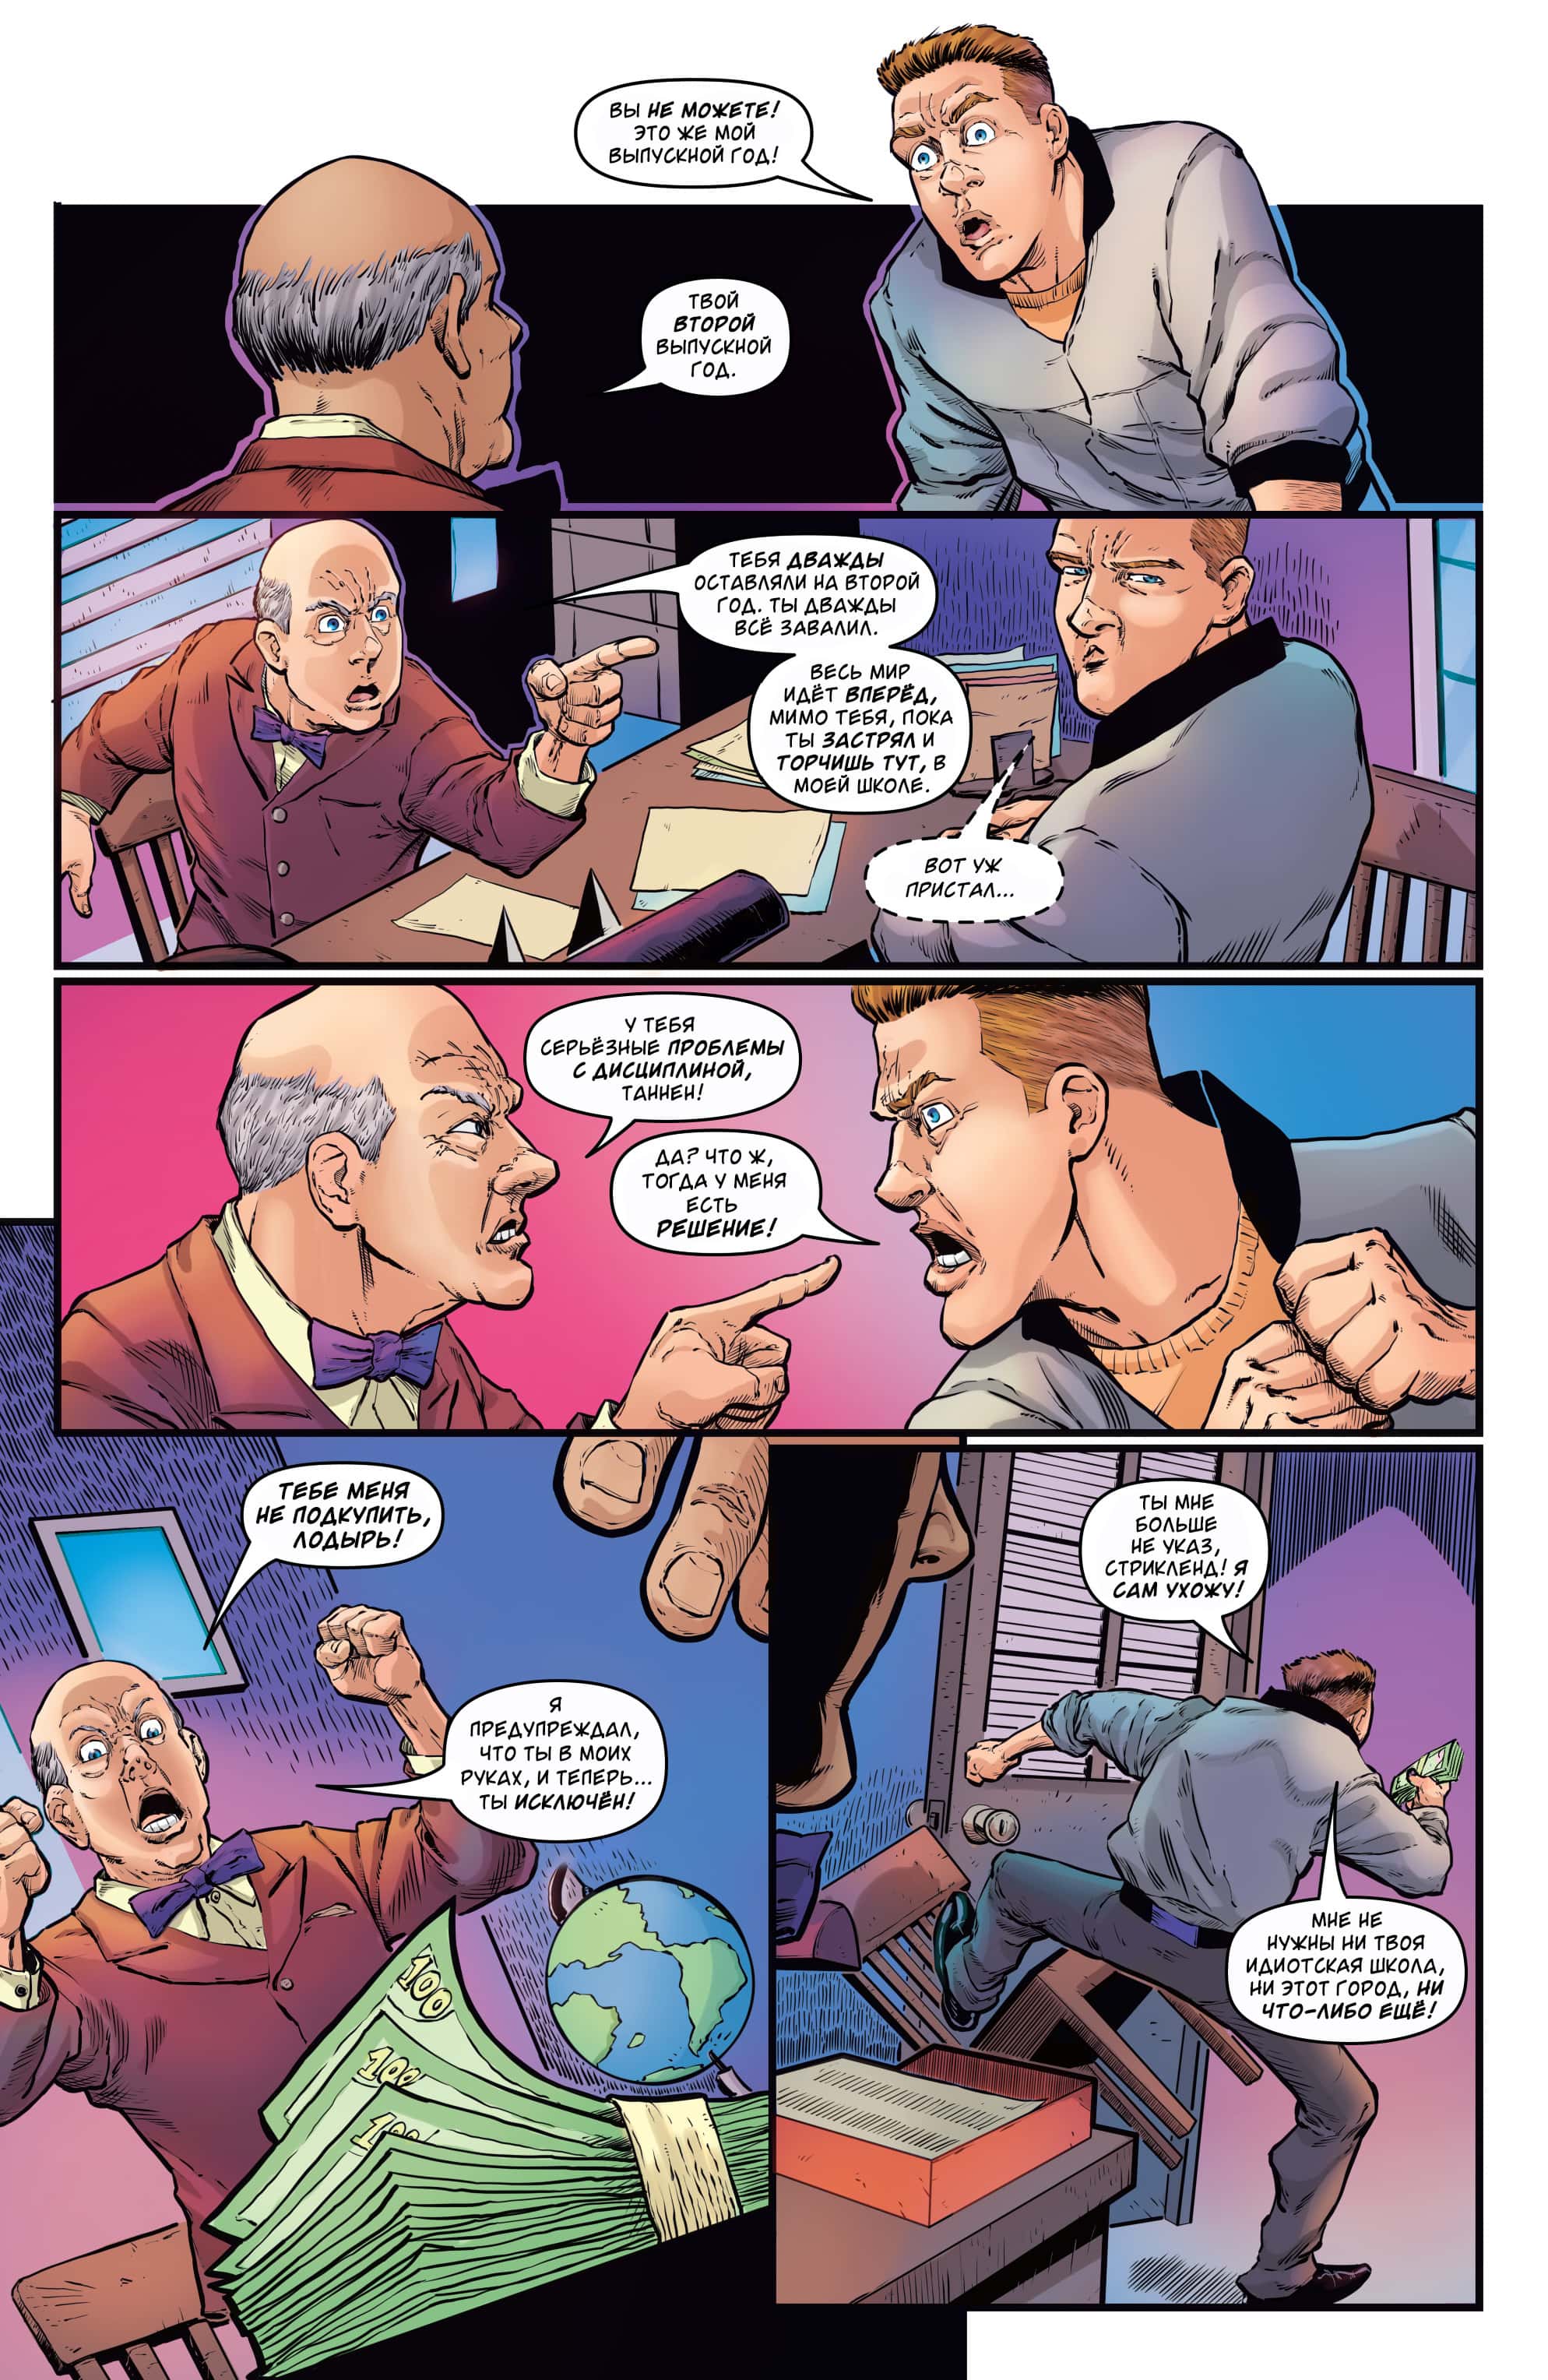 ВЫ НЕ МОЖЕТЕ!
ЭТО ЖЕ МОЙ
ВЫПУСКНОЙ ГОД!
ТВОЙ
ВТОРОЙ
ВЫПУСКНОЙ
ГОД.
ТЕБЯ ДВАЖДЫ
ОСТАВЛЯЛИ НА ВТОРОЙ
ГОД. ТЫ ДВАЖДЫ
ВСЁ ЗАВАЛИЛ.
ВЕСЬ МИР
ИДЁТ ВПЕРЁД,
МИМО ТЕБЯ, ПОКА
ТЫ ЗАСТРЯЛ И
ТОРЧИШЬ ТУТ, В
МОЕЙ ШКОЛЕ.
ВОТ УЖ
ПРИСТАЛ...
У ТЕБЯ
СЕРЬЁЗНЫЕ ПРОБЛЕМЫ
С ДИСЦИПЛИНОЙ,
ТАННЕН!
ДА? ЧТО Ж,
ТОГДА У МЕНЯ
ЕСТЬ
РЕШЕНИЕ!
ТЕБЕ МЕНЯ
НЕ ПОДКУПИТЬ,
ЛОДЫРЬ!
Я
ПРЕДУПРЕЖДАЛ,
ЧТО ТЫ В МОИХ
РУКАХ, И ТЕПЕРЬ...
ТЫ ИСКЛЮЧЁН!
100
100
100
ТЫ МНЕ
БОЛЬШЕ
НЕ УКАЗ,
СТРИКЛЕНД! Я
САМ УХОЖУ!
МНЕ НЕ
НУЖНЫ НИ ТВОЯ
ИДИОТСКАЯ ШКОЛА,
НИ ЭТОТ ГОРОД, НИ
ЧТО-ЛИБО ЕЩЁ!